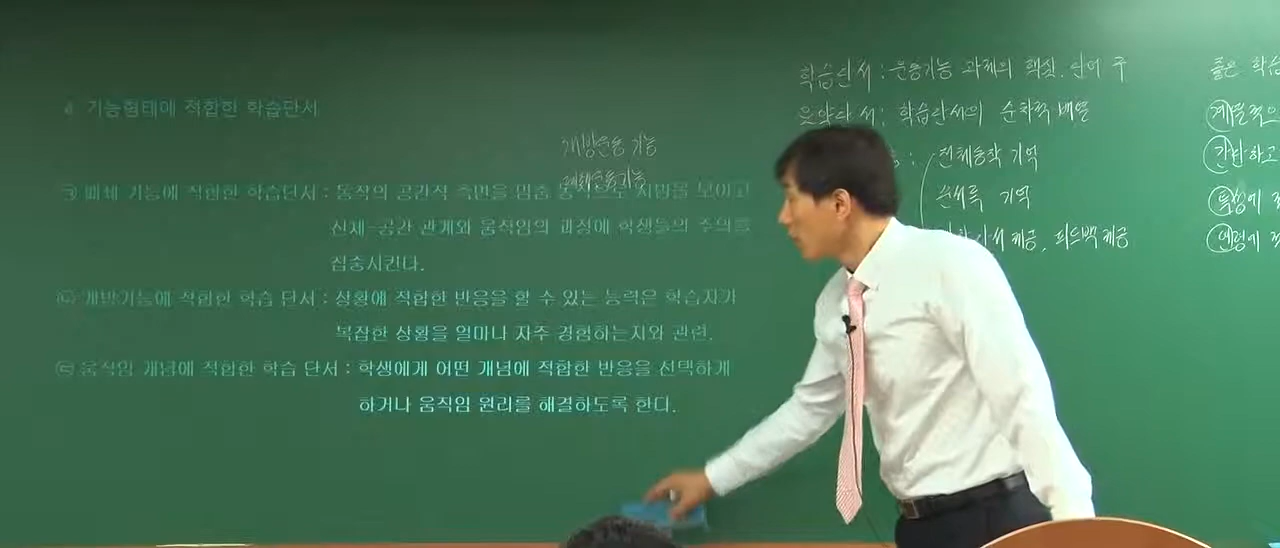 4 기능형태에 적합한 학습단서
㉠ 폐쇄 기능에 적합한 학습단서 : 동작의 공간적 측면을 멈춤 동작으로 시범을 보이고
신체-공간 관계와 움직임의 과정에 학생들의 주의를
집중시킨다.
㉡ 개방기능에 적합한 학습 단서 : 상황에 적합한 반응을 할 수 있는 능력은 학습자가
복잡한 상황을 얼마나 자주 경험하는지와 관련.
㉢ 움직임 개념에 적합한 학습 단서 : 학생에게 어떤 개념에 적합한 반응을 선택하게
하거나 움직임 원리를 해결하도록 한다.
개방운동 기능
폐쇄운동기능
학습단서 : 운동기능 과제의 핵심. 단어 구
요약단서 : 학습단서의 순차적 배열
전체동작 기억
순서를 기억
제공, 피드백 제공
좋은 학습
계열적으
간단하고
특성에
연령에